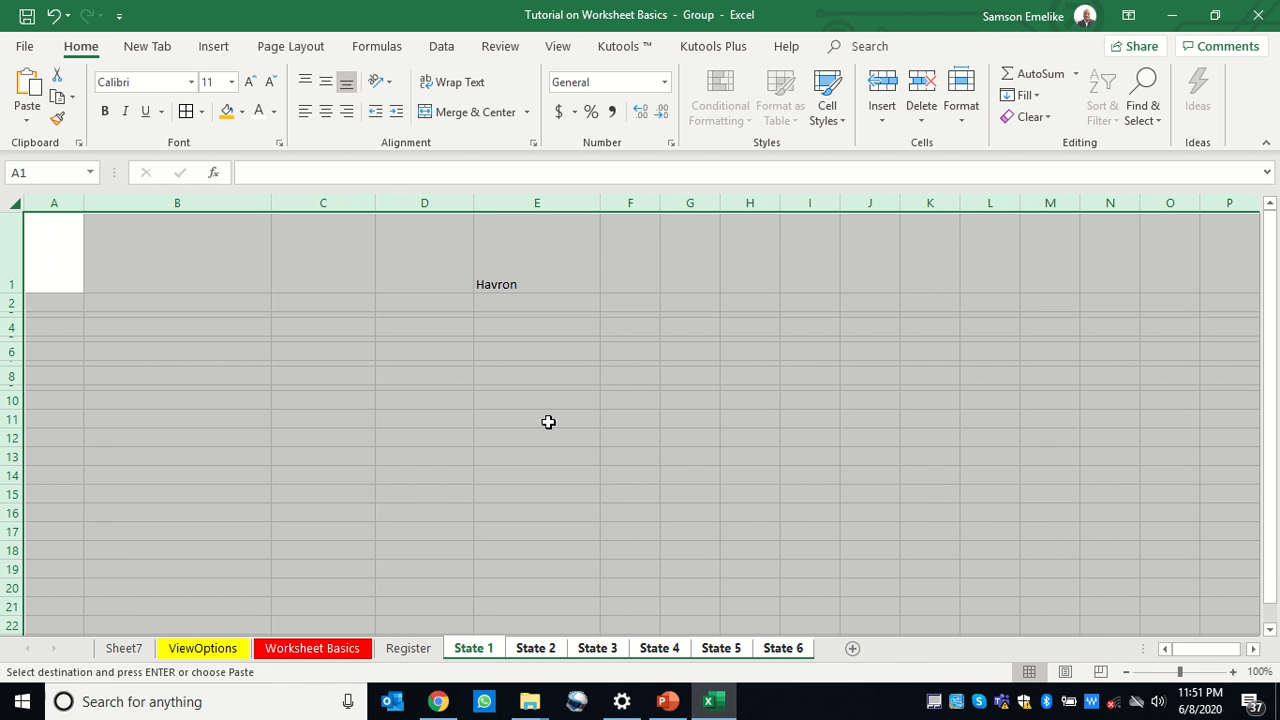 Tutorial on Worksheet Basics - Group - Excel
Samson Emelike
File Home New Tab Insert Page Layout Formulas Data Review View Kutools ™ Kutools Plus Help Search Share Comments
Paste
Calibri 11
B I U
Wrap Text
Merge & Center
General
$ % ,
Conditional Formatting
Format as Table
Cell Styles
Insert
Delete
Format
AutoSum
Fill
Clear
Sort & Filter
Find & Select
Ideas
Clipboard Font Alignment Number Styles Cells Editing Ideas
A1 fx
A B C D E F G H I J K L M N O P
1 Havron
2
4
6
8
10
11
12
13
14
15
16
17
18
19
20
21
22
Sheet7 ViewOptions Worksheet Basics Register State 1 State 2 State 3 State 4 State 5 State 6
Select destination and press ENTER or choose Paste 100%
Search for anything
11:51 PM
6/8/2020
37